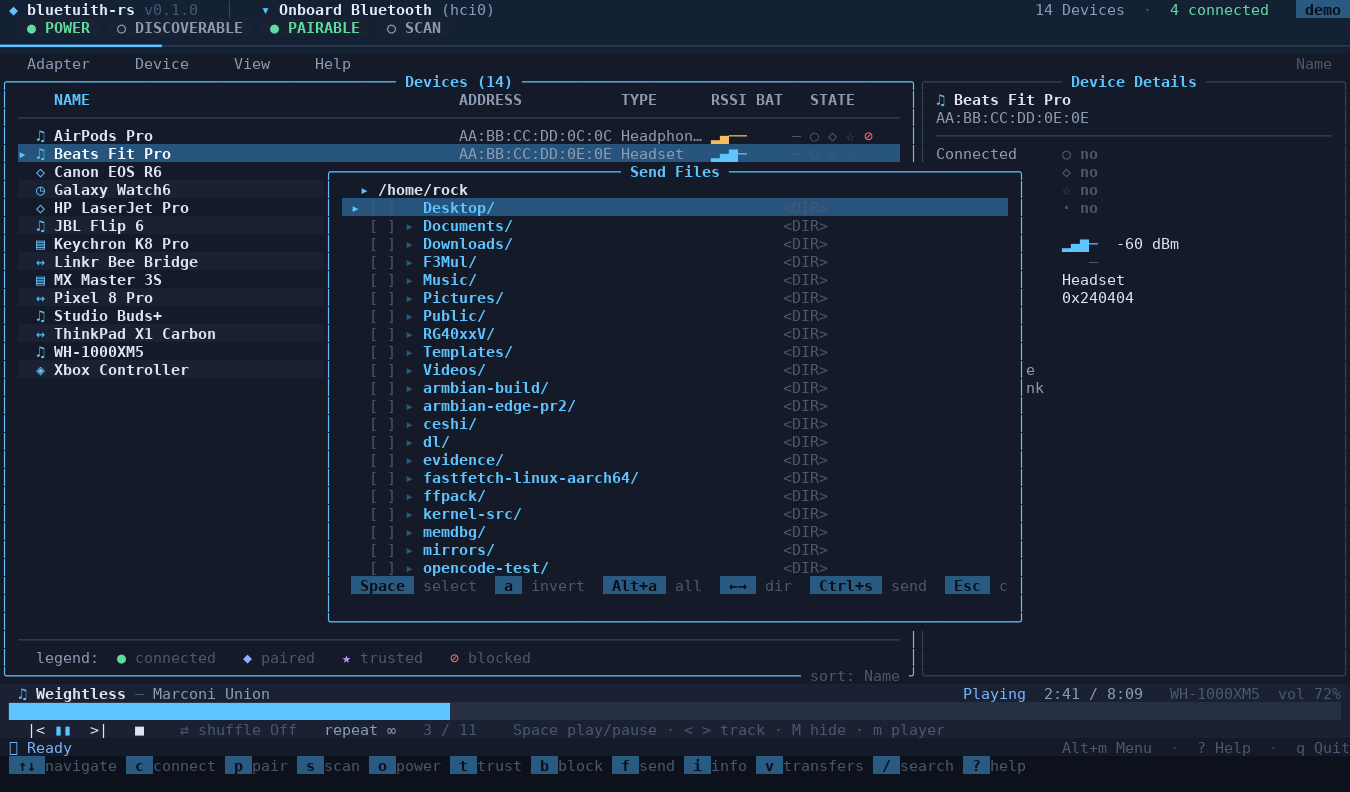 ◆ bluetuith-rs v0.1.0 │ ▾ Onboard Bluetooth (hci0) 14 Devices · 4 connected demo
● POWER ○ DISCOVERABLE ● PAIRABLE ○ SCAN
Adapter Device View Help Name
Devices (14) Device Details
NAME ADDRESS TYPE RSSI BAT STATE ♫ Beats Fit Pro
AA:BB:CC:DD:0E:0E
♫ AirPods Pro AA:BB:CC:DD:0C:0C Headphon… — ○ ◇ ☆ ⊘
▸ ♫ Beats Fit Pro AA:BB:CC:DD:0E:0E Headset — ○ ◇ Connected ○ no
◇ Canon EOS R6 Send Files ◇ no
◷ Galaxy Watch6 ▸ /home/rock ☆ no
◇ HP LaserJet Pro ▸ [ ] ▸ Desktop/ <DIR> · no
♫ JBL Flip 6 [ ] ▸ Documents/ <DIR>
▤ Keychron K8 Pro [ ] ▸ Downloads/ <DIR> -60 dBm
↔ Linkr Bee Bridge [ ] ▸ F3Mul/ <DIR> —
▤ MX Master 3S [ ] ▸ Music/ <DIR> Headset
↔ Pixel 8 Pro [ ] ▸ Pictures/ <DIR> 0x240404
♫ Studio Buds+ [ ] ▸ Public/ <DIR>
↔ ThinkPad X1 Carbon [ ] ▸ RG40xxV/ <DIR>
♫ WH-1000XM5 [ ] ▸ Templates/ <DIR>
◈ Xbox Controller [ ] ▸ Videos/ <DIR> e
[ ] ▸ armbian-build/ <DIR> nk
[ ] ▸ armbian-edge-pr2/ <DIR>
[ ] ▸ ceshi/ <DIR>
[ ] ▸ dl/ <DIR>
[ ] ▸ evidence/ <DIR>
[ ] ▸ fastfetch-linux-aarch64/ <DIR>
[ ] ▸ ffpack/ <DIR>
[ ] ▸ kernel-src/ <DIR>
[ ] ▸ memdbg/ <DIR>
[ ] ▸ mirrors/ <DIR>
[ ] ▸ opencode-test/ <DIR>
Space select a invert Alt+a all ←→ dir Ctrl+s send Esc c
legend: ● connected ◆ paired ★ trusted ⊘ blocked
sort: Name
♫ Weightless — Marconi Union Playing 2:41 / 8:09 WH-1000XM5 vol 72%
|< ▮▮ >| ■ ⇄ shuffle Off repeat ∞ 3 / 11 Space play/pause · < > track · M hide · m player
Ready Alt+m Menu · ? Help · q Quit
↑↓ navigate c connect p pair s scan o power t trust b block f send i info v transfers / search ? help